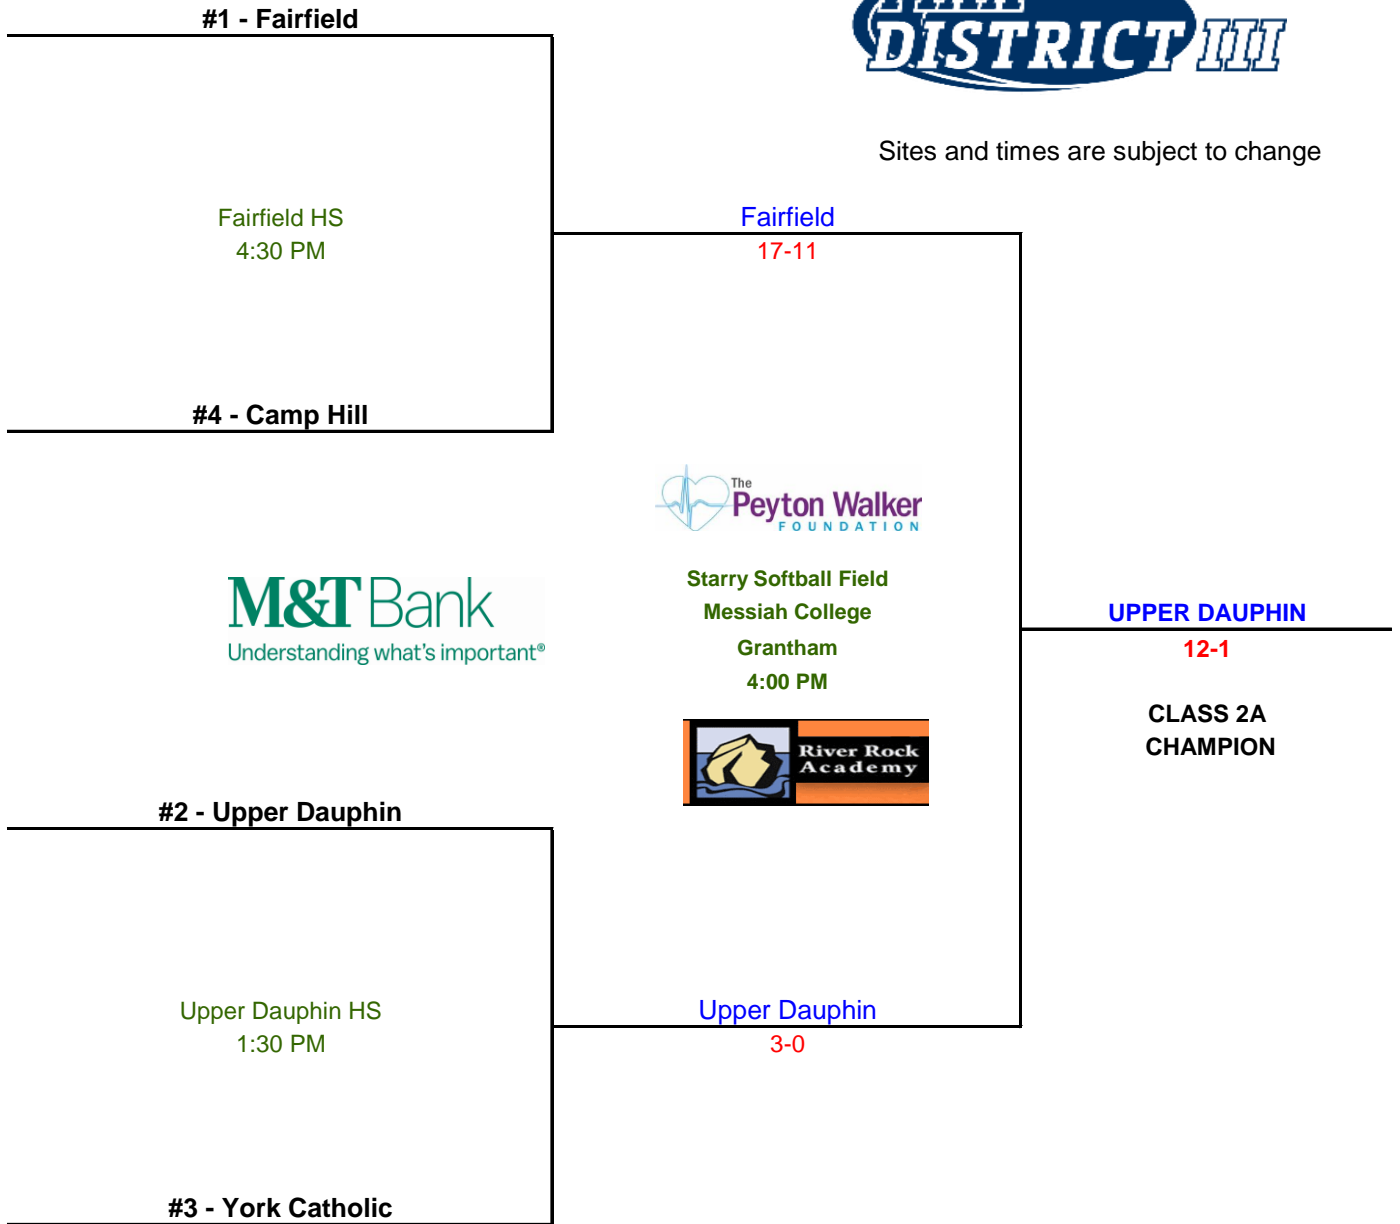 #1 - Fairfield
DISTRICT III
Sites and times are subject to change
Fairfield HS
4:30 PM
Fairfield
17-11
#4 - Camp Hill
The
Peyton Walker
FOUNDATION
M&T Bank
Understanding what's important®
Starry Softball Field
Messiah College
Grantham
4:00 PM
UPPER DAUPHIN
12-1
CLASS 2A
CHAMPION
River Rock
Academy
#2 - Upper Dauphin
Upper Dauphin HS
1:30 PM
Upper Dauphin
3-0
#3 - York Catholic